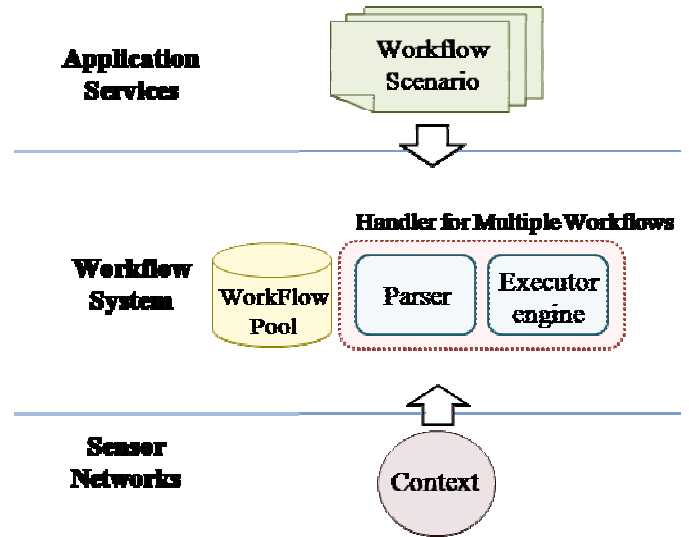 Application
Services
Workflow
Scenario
Handler for Multiple Workflows
Workflow
System
WorkFlow
Pool
Parser
Executor
engine
Sensor
Networks
Context